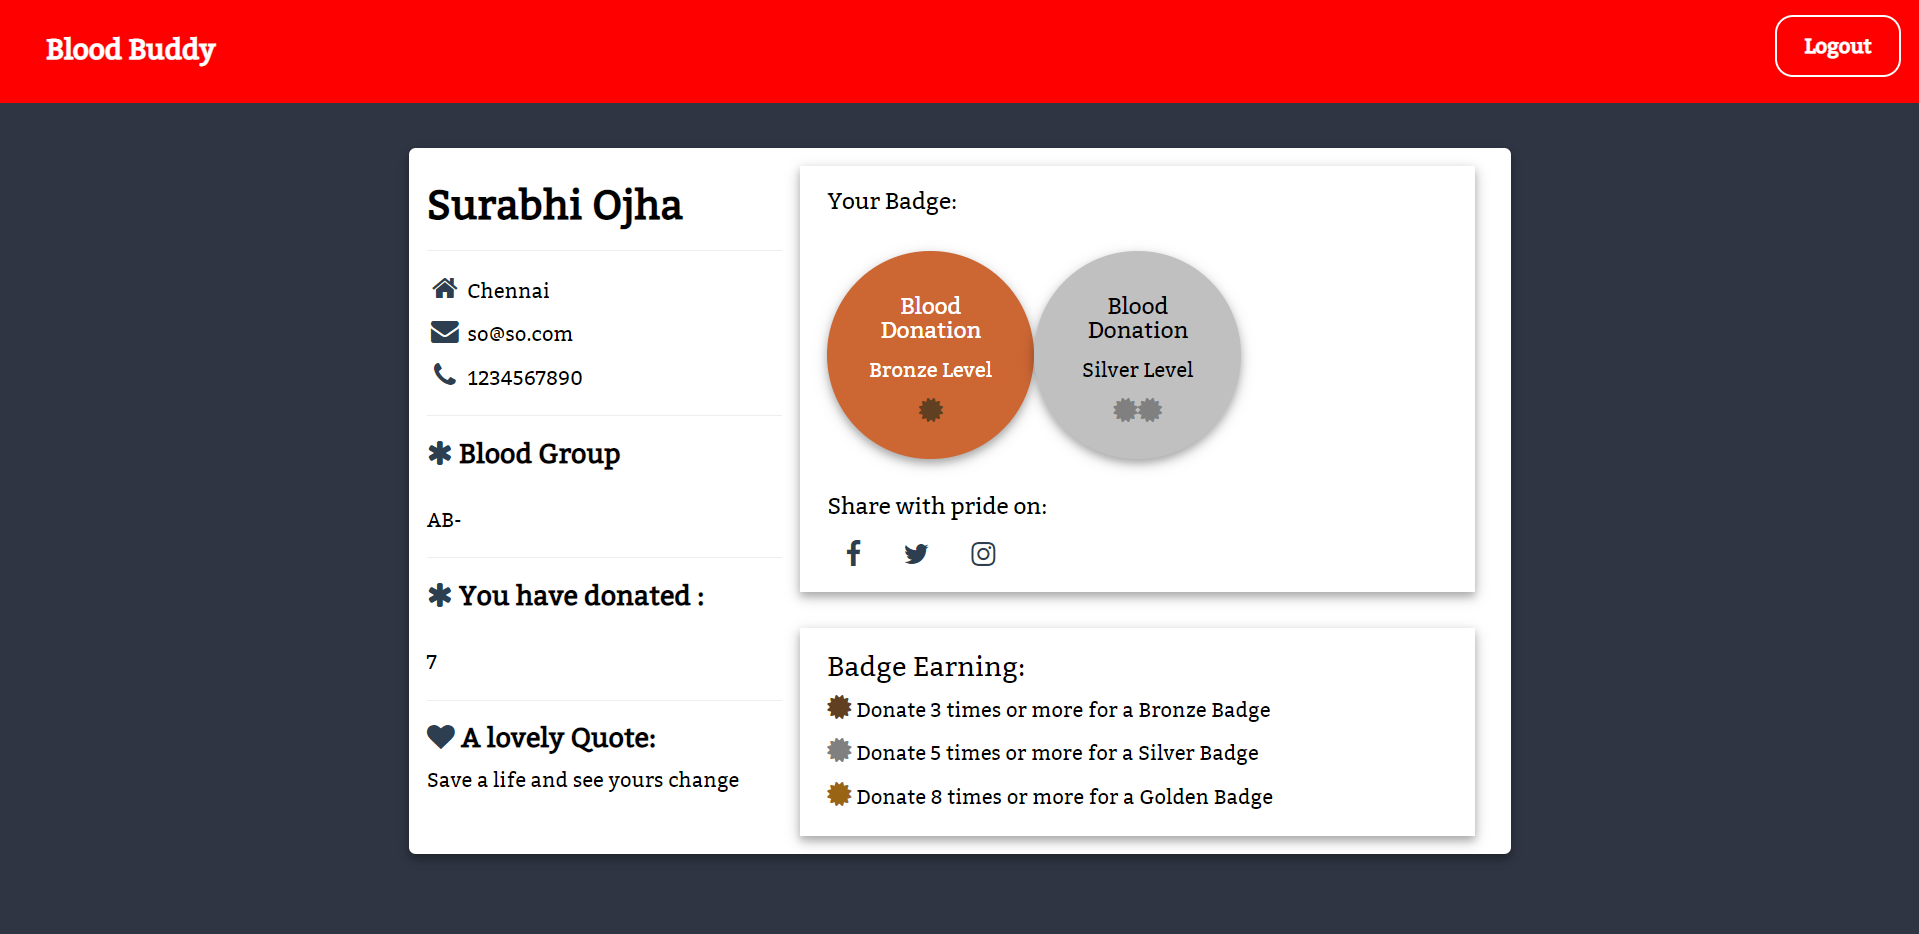 Blood Buddy
Logout
Surabhi Ojha
Chennai
so@so.com
1234567890
Blood Group
AB-
You have donated :
7
A lovely Quote:
Save a life and see yours change
Your Badge:
Blood
Donation
Bronze Level
Blood
Donation
Silver Level
Share with pride on:
Badge Earning:
Donate 3 times or more for a Bronze Badge
Donate 5 times or more for a Silver Badge
Donate 8 times or more for a Golden Badge